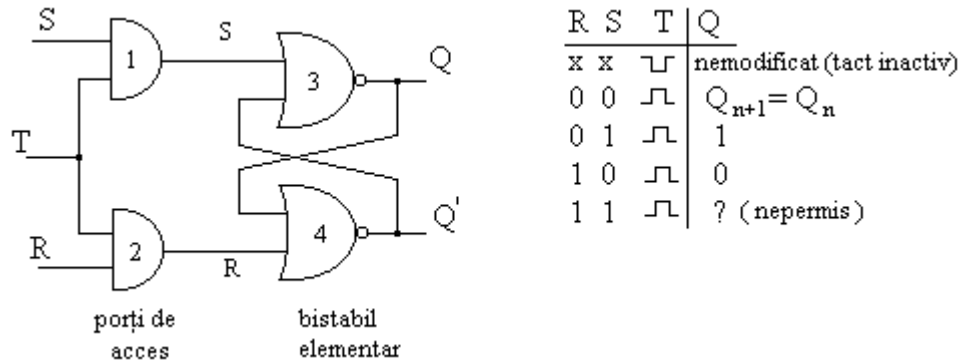 S
S
1
3
Q
T
2
4
Q'
R
R
porți de
acces
bistabil
elementar
R S T Q
x x nemodificat (tact inactiv)
0 0 Qn+1 = Qn
0 1 1
1 0 0
1 1 ? (nepermis)